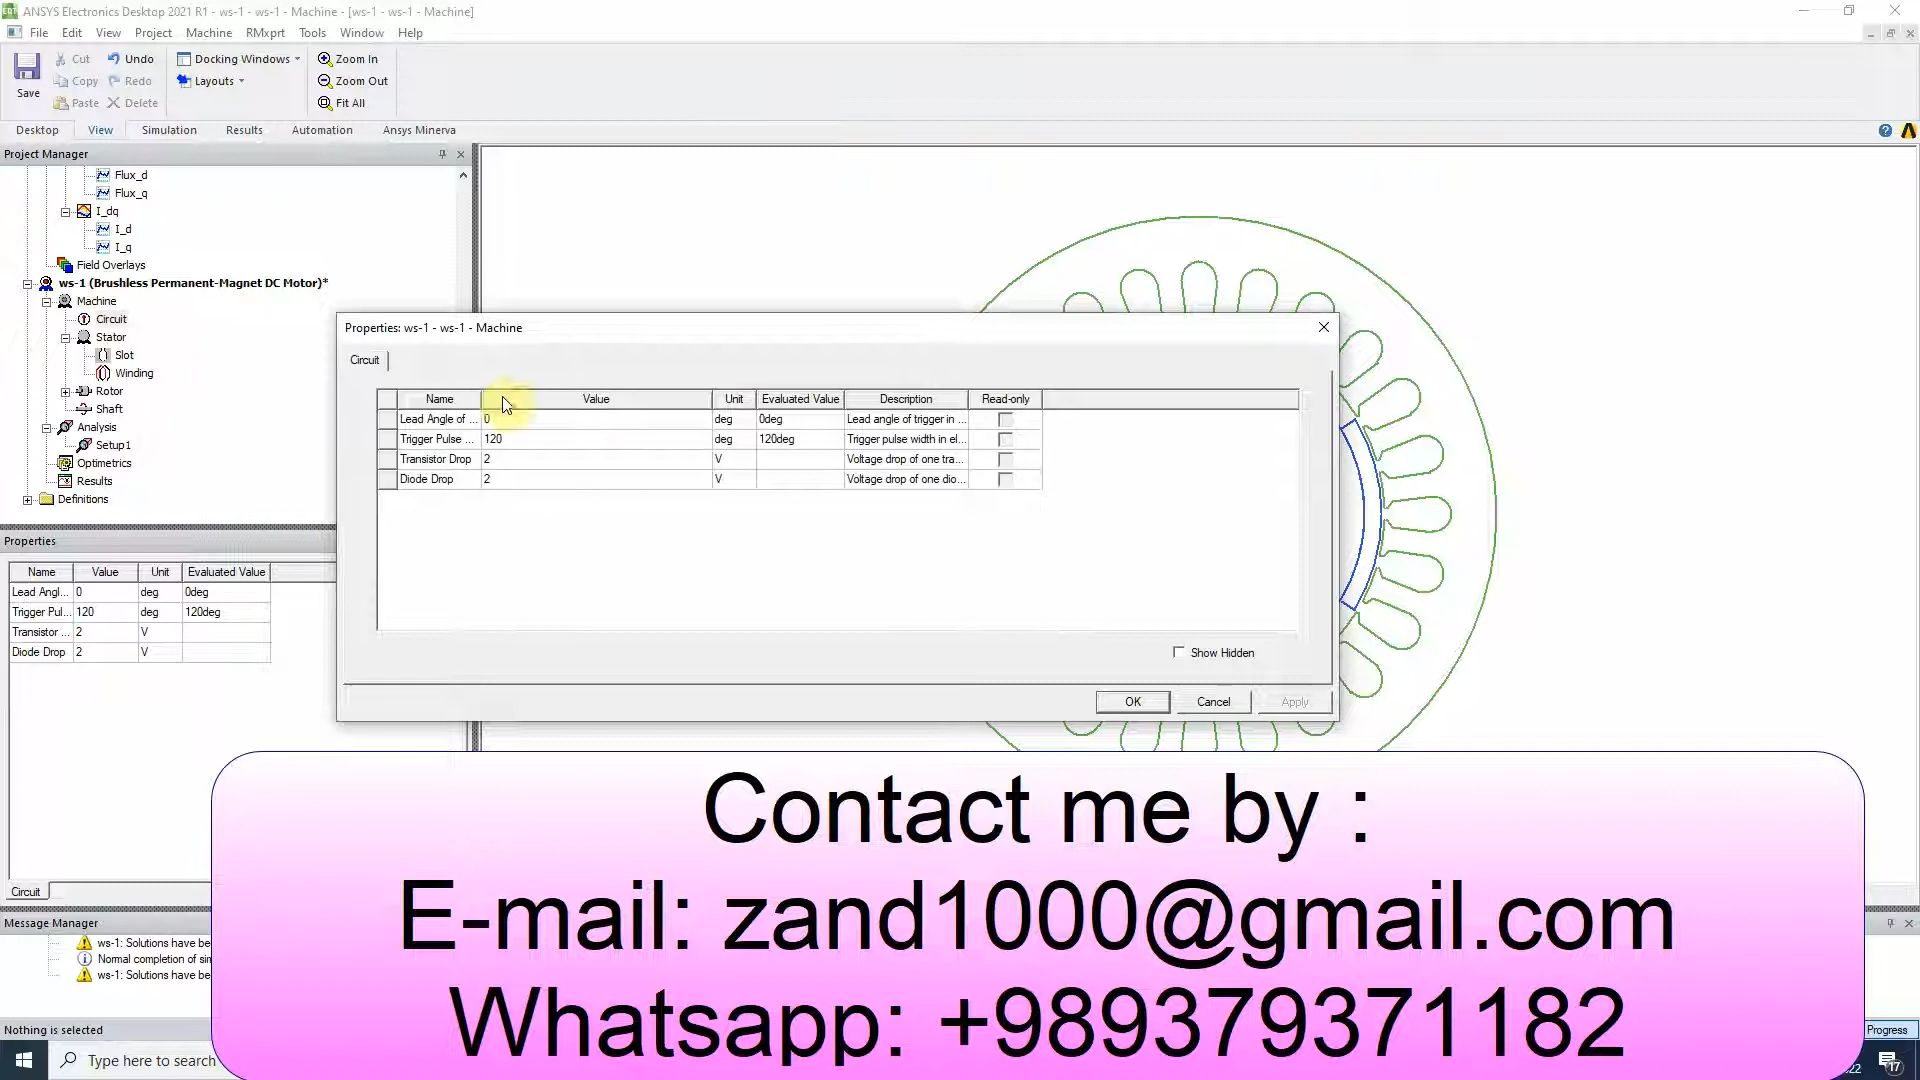 ANSYS Electronics Desktop 2021 R1 - ws-1 - ws-1 - Machine - [ws-1 - ws-1 - Machine]
File Edit View Project Machine RMxprt Tools Window Help
Cut Undo Docking Windows Zoom In
Copy Redo Layouts Zoom Out
Save Paste Delete Fit All
Desktop View Simulation Results Automation Ansys Minerva
Project Manager
Flux_d
Flux_q
I_dq
I_d
I_q
Field Overlays
ws-1 (Brushless Permanent-Magnet DC Motor)*
Machine
Circuit
Stator
Slot
Winding
Rotor
Shaft
Analysis
Setup1
Optimetrics
Results
Definitions
Properties: ws-1 - ws-1 - Machine
Circuit
Name Value Unit Evaluated Value Description Read-only
Lead Angle of ... 0 deg 0deg Lead angle of trigger in ...
Trigger Pulse ... 120 deg 120deg Trigger pulse width in el...
Transistor Drop 2 V Voltage drop of one tra...
Diode Drop 2 V Voltage drop of one dio...
Show Hidden
OK Cancel Apply
Properties
Name Value Unit Evaluated Value
Lead Angl... 0 deg 0deg
Trigger Pul... 120 deg 120deg
Transistor ... 2 V
Diode Drop 2 V
Circuit
Message Manager
ws-1: Solutions have be
Normal completion of sim
ws-1: Solutions have be
Nothing is selected
Progress
Type here to search
22
17
Contact me by :
E-mail: zand1000@gmail.com
Whatsapp: +989379371182